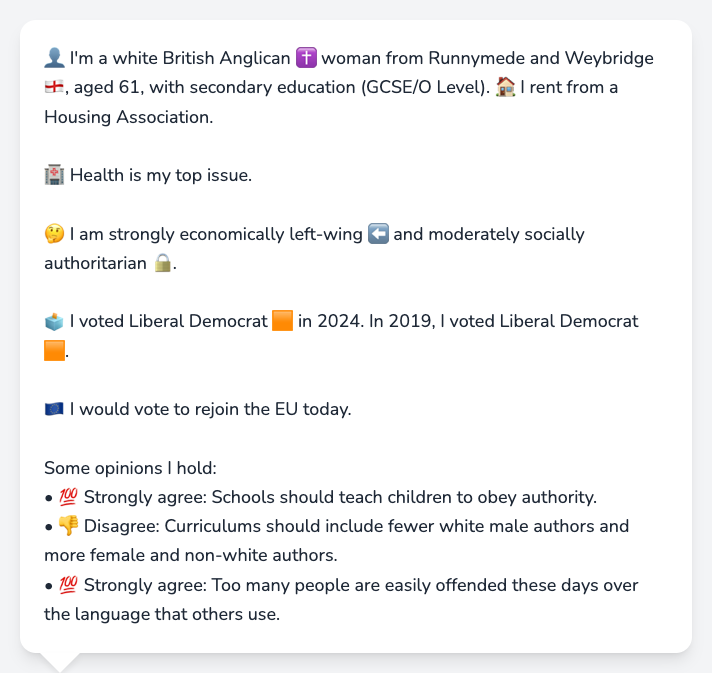 👤 I'm a white British Anglican ✝️ woman from Runnymede and Weybridge
🏴󠁧󠁢󠁥󠁮󠁧󠁿, aged 61, with secondary education (GCSE/O Level). 🏠 I rent from a
Housing Association.
🏥 Health is my top issue.
🤔 I am strongly economically left-wing ⬅️ and moderately socially
authoritarian 🔒.
🗳️ I voted Liberal Democrat 🟧 in 2024. In 2019, I voted Liberal Democrat
🟧.
🇪🇺 I would vote to rejoin the EU today.
Some opinions I hold:
• 💯 Strongly agree: Schools should teach children to obey authority.
• 👎 Disagree: Curriculums should include fewer white male authors and
more female and non-white authors.
• 💯 Strongly agree: Too many people are easily offended these days over
the language that others use.